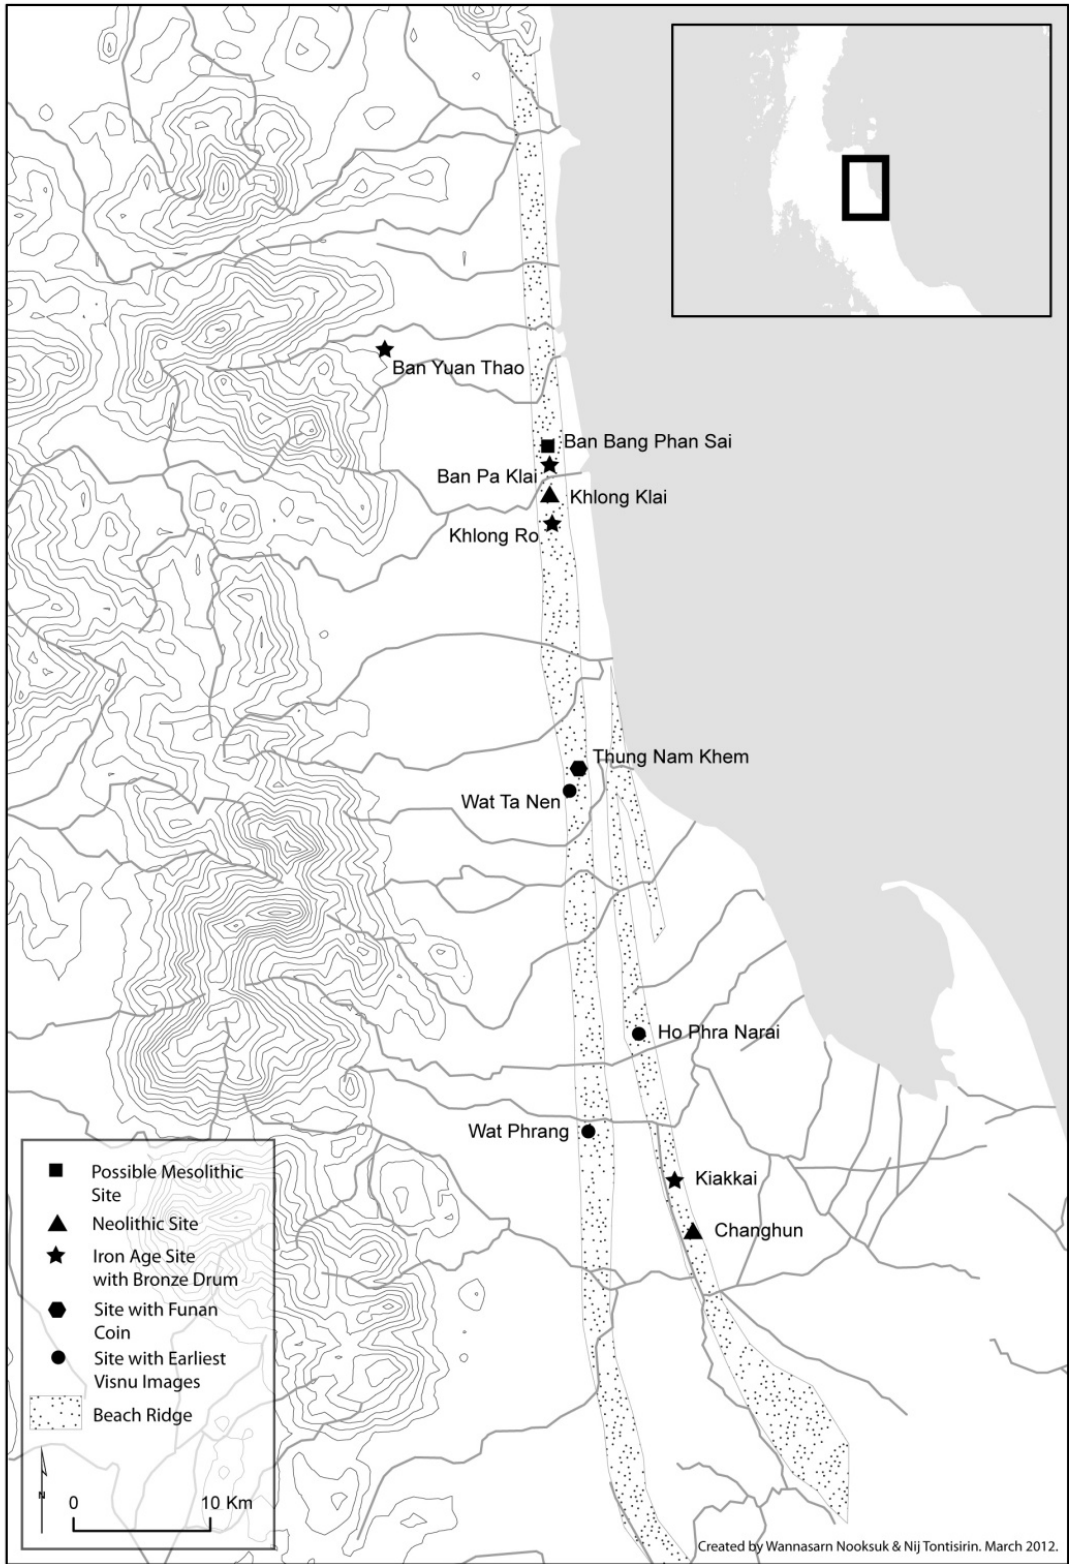 Ban Yuan Thao
Ban Bang Phan Sai
Ban Pa Klai
Khlong Klai
Khlong Ro
Thung Nam Khem
Wat Ta Nen
Ho Phra Narai
Wat Phrang
Kiakkai
Changhun
Possible Mesolithic
Site
Neolithic Site
Iron Age Site
with Bronze Drum
Site with Funan
Coin
Site with Earliest
Visnu Images
Beach Ridge
N
0 10 Km
Created by Wannasarn Nooksuk & Nij Tontisirin. March 2012.